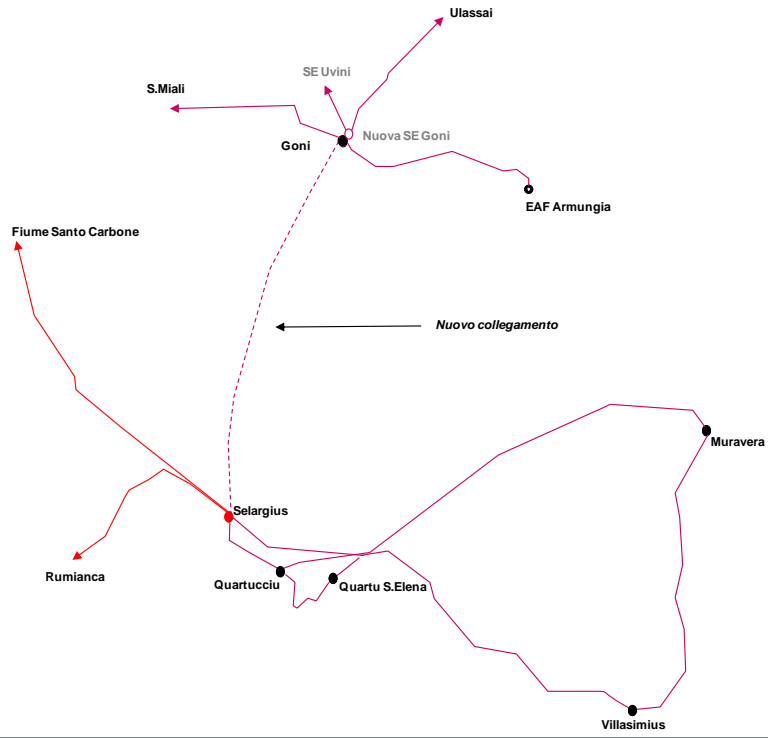 Ulassai
SE Uvini
S.Miali
Nuova SE Goni
Goni
EAF Armungia
Fiume Santo Carbone
Nuovo collegamento
Muravera
Selargius
Rumianca
Quartucciu
Quartu S.Elena
Villasimius